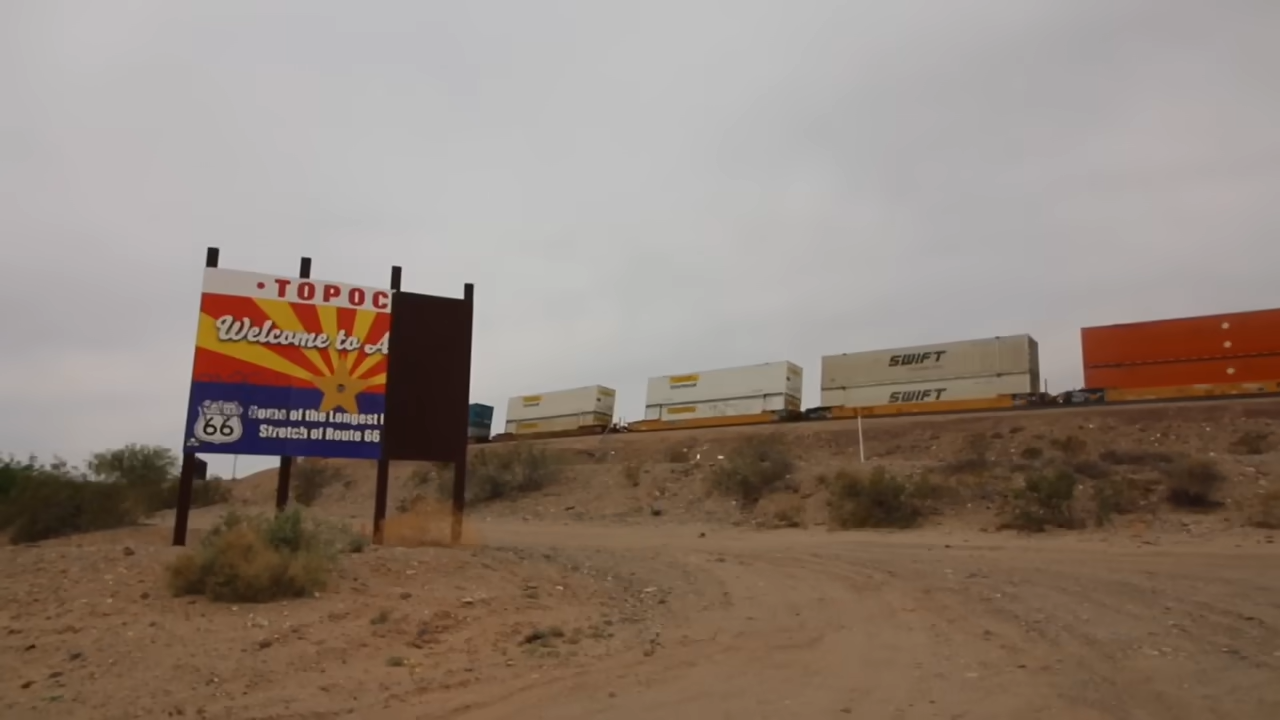 • TOPOC
Welcome to A
Home of the Longest
Stretch of Route 66
66
SWIFT
SWIFT